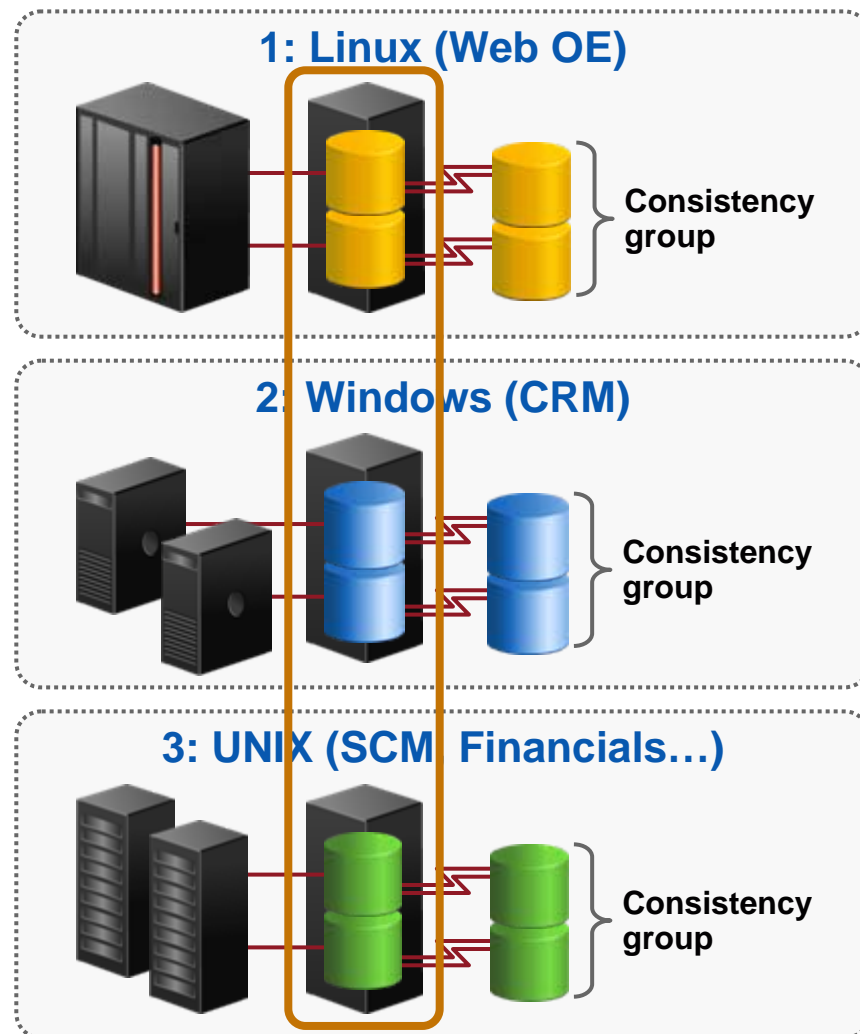 1: Linux (Web OE)
Consistency
group
2: Windows (CRM)
Consistency
group
3: UNIX (SCM, Financials…)
Consistency
group